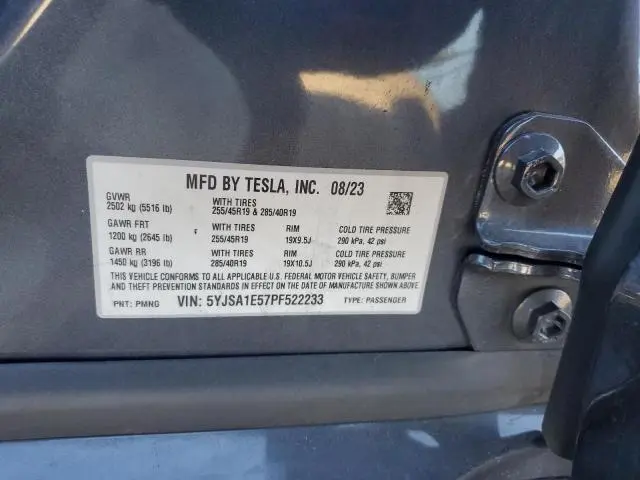 MFD BY TESLA, INC. 08/23
GVWR WITH TIRES
2502 kg (5516 lb) 255/45R19 & 285/40R19
GAWR FRT WITH TIRES RIM COLD TIRE PRESSURE
1200 kg (2645 lb) 255/45R19 19X9.5J 290 kPa, 42 psi
GAWR RR WITH TIRES RIM COLD TIRE PRESSURE
1450 kg (3196 lb) 285/40R19 19X10.5J 290 kPa, 42 psi
THIS VEHICLE CONFORMS TO ALL APPLICABLE U.S. FEDERAL MOTOR VEHICLE SAFETY, BUMPER
AND THEFT PREVENTION STANDARDS IN EFFECT ON THE DATE OF MANUFACTURE SHOWN ABOVE.
PNT: PMNG VIN: 5YJSA1E57PF522233 TYPE: PASSENGER